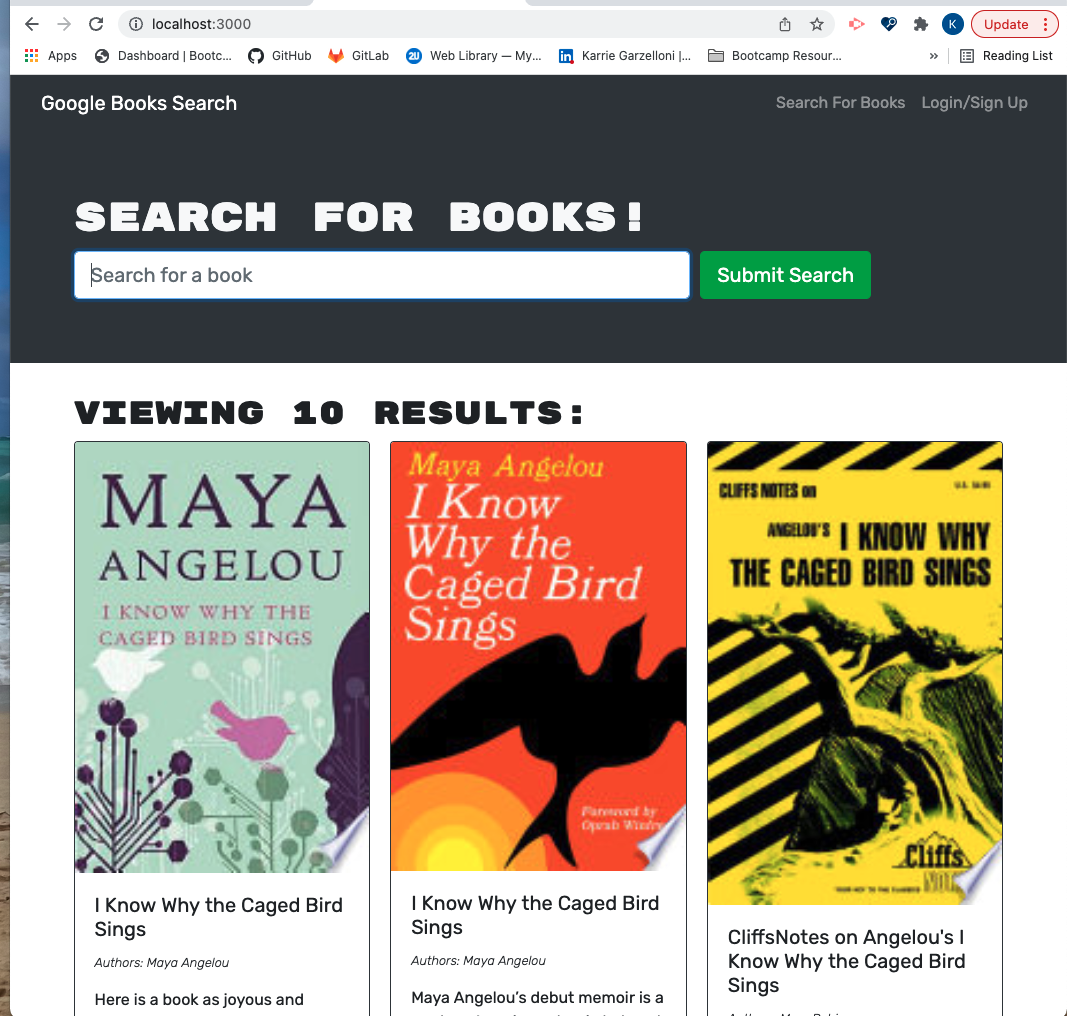 localhost:3000
K
Update
Apps
Dashboard | Bootc...
GitHub
GitLab
2U
Web Library — My...
in
Karrie Garzelloni |...
Bootcamp Resour...
»
Reading List
Google Books Search
Search For Books
Login/Sign Up
SEARCH FOR BOOKS!
Search for a book
Submit Search
VIEWING 10 RESULTS:
MAYA
ANGELOU
I KNOW WHY THE
CAGED BIRD SINGS
I Know Why the Caged Bird
Sings
Authors: Maya Angelou
Here is a book as joyous and
Maya Angelou
I Know
Why the
Caged Bird
Sings
Foreword by
Oprah Winfrey
I Know Why the Caged Bird
Sings
Authors: Maya Angelou
Maya Angelou’s debut memoir is a
CLIFFS NOTES on
ANGELOU'S I KNOW WHY
THE CAGED BIRD SINGS
Cliffs
CliffsNotes on Angelou's I
Know Why the Caged Bird
Sings